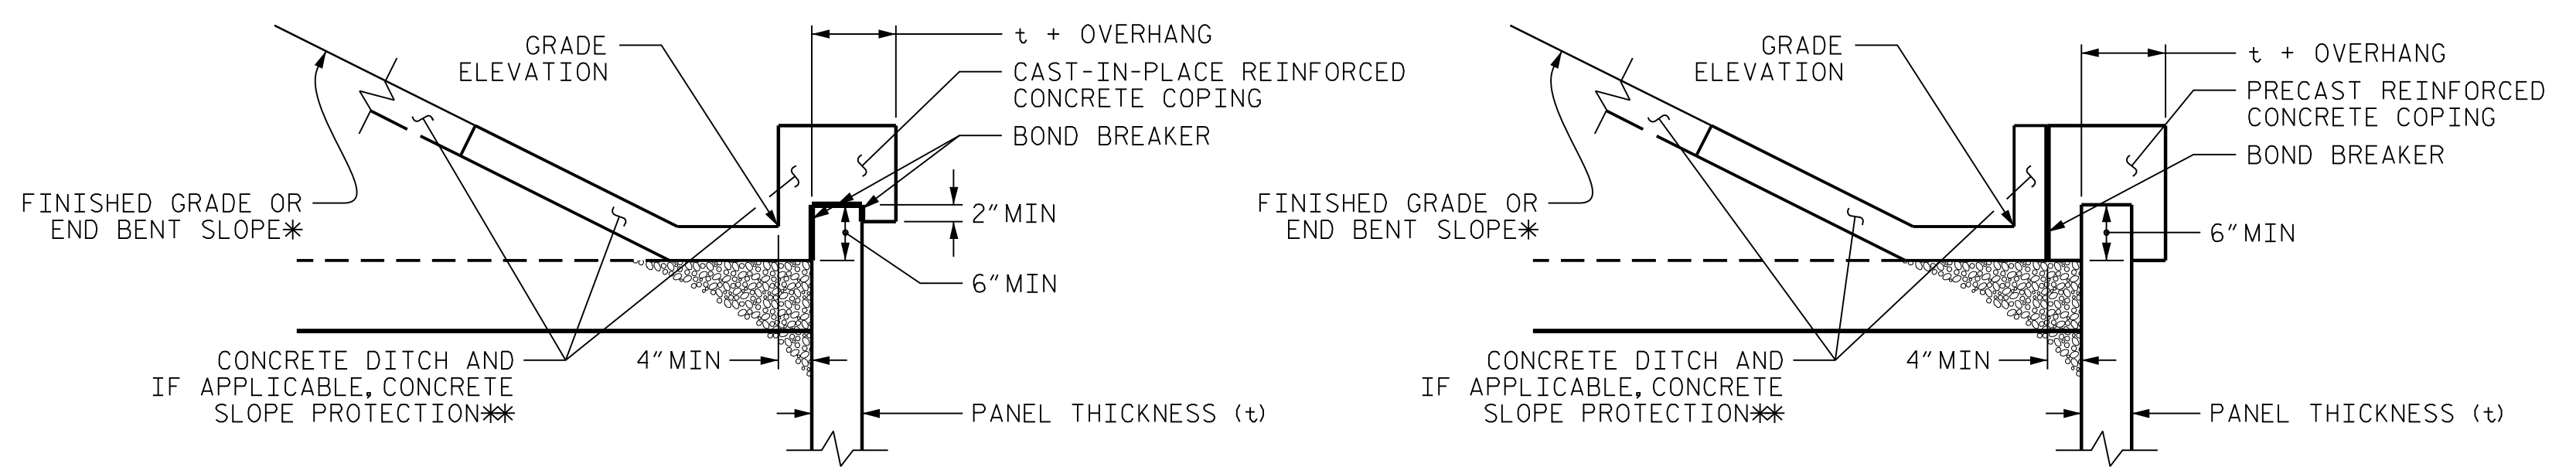 GRADE
ELEVATION
t + OVERHANG
CAST-IN-PLACE REINFORCED
CONCRETE COPING
BOND BREAKER
FINISHED GRADE OR
END BENT SLOPE*
2" MIN
6" MIN
CONCRETE DITCH AND
IF APPLICABLE, CONCRETE
SLOPE PROTECTION**
4" MIN
PANEL THICKNESS (t)
GRADE
ELEVATION
t + OVERHANG
PRECAST REINFORCED
CONCRETE COPING
BOND BREAKER
FINISHED GRADE OR
END BENT SLOPE*
6" MIN
CONCRETE DITCH AND
IF APPLICABLE, CONCRETE
SLOPE PROTECTION**
4" MIN
PANEL THICKNESS (t)